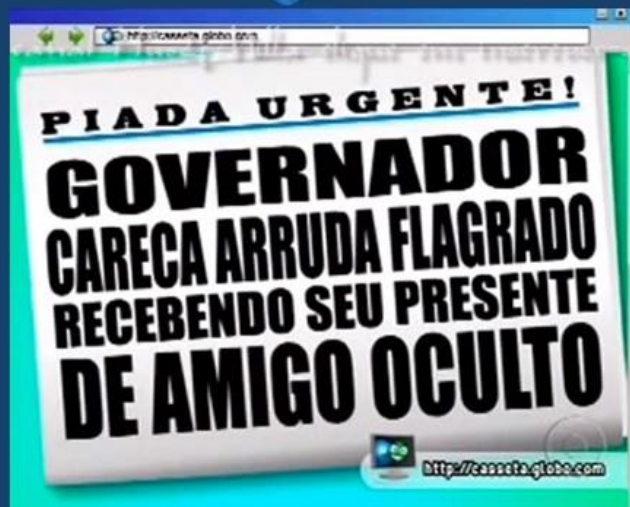 http://casseta.globo.com
PIADA URGENTE!
GOVERNADOR
CARECA ARRUDA FLAGRADO
RECEBENDO SEU PRESENTE
DE AMIGO OCULTO
http://casseta.globo.com